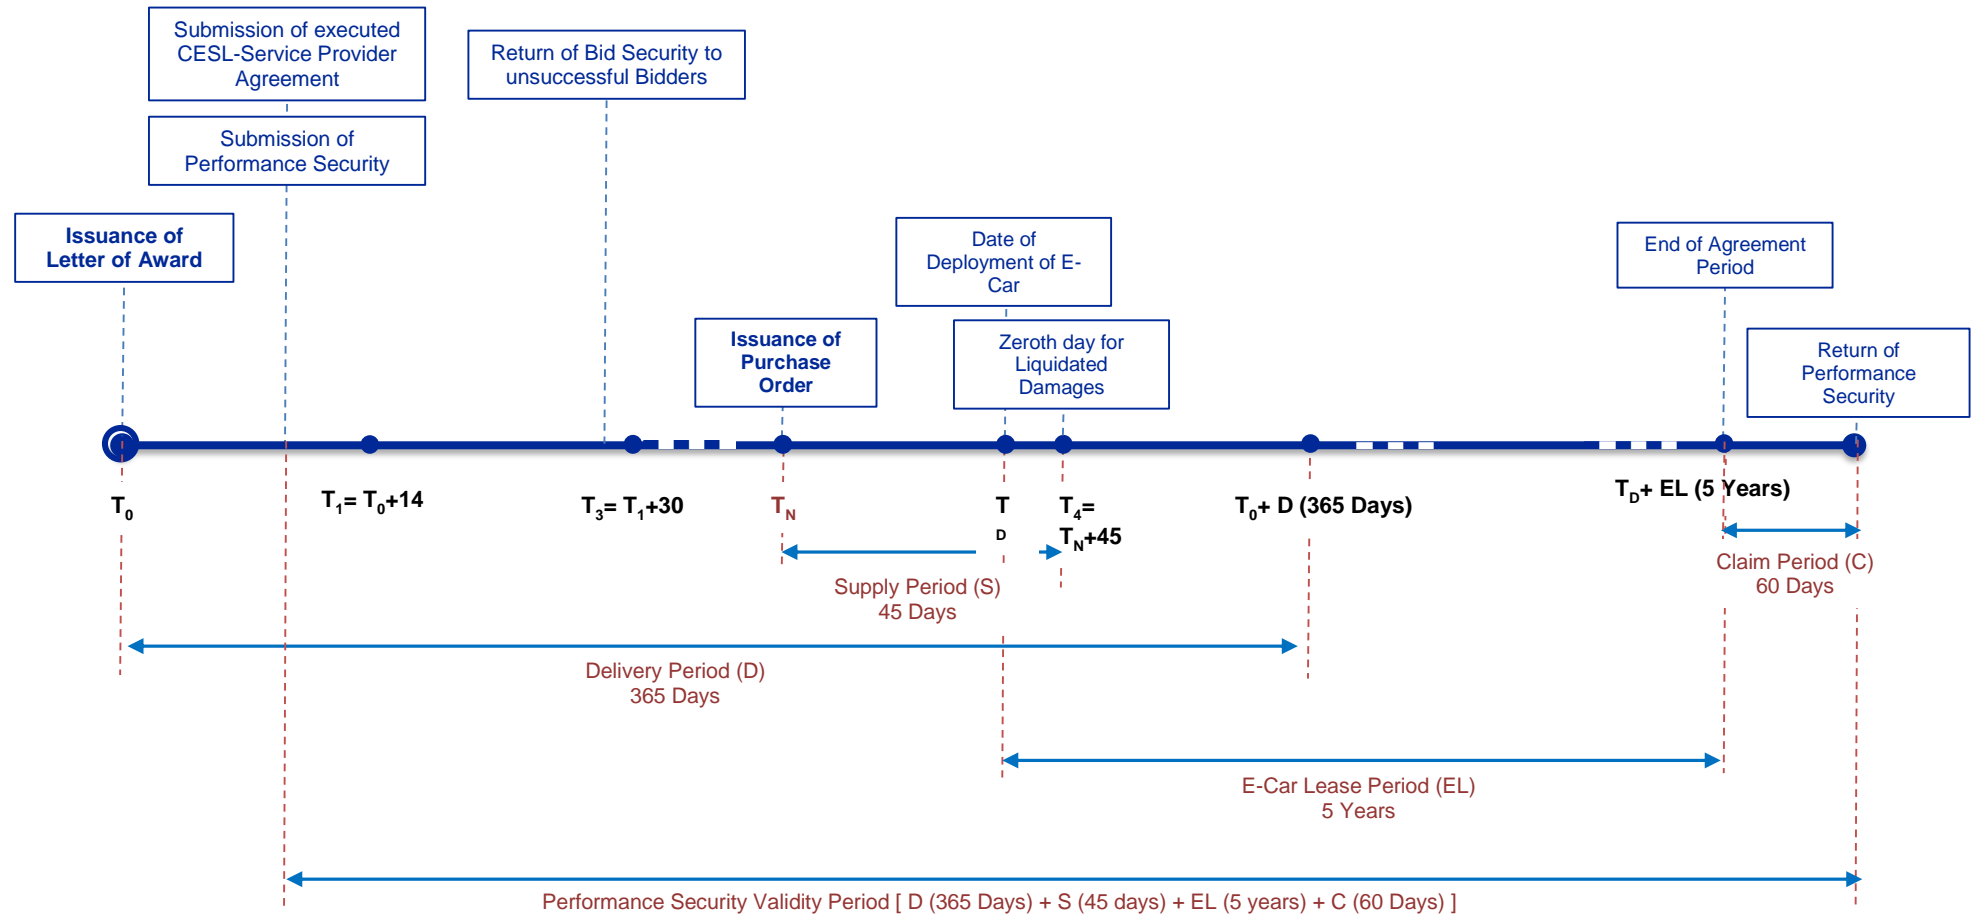 Submission of executed
CESL-Service Provider
Agreement
Submission of
Performance Security
Return of Bid Security to
unsuccessful Bidders
Issuance of
Letter of Award
Date of
Deployment of E-
Car
End of Agreement
Period
Issuance of
Purchase
Order
Zeroth day for
Liquidated
Damages
Return of
Performance
Security
T0
T1= T0+14
T3= T1+30
TN
T
D
T4=
TN+45
T0+ D (365 Days)
TD+ EL (5 Years)
Supply Period (S)
45 Days
Claim Period (C)
60 Days
Delivery Period (D)
365 Days
E-Car Lease Period (EL)
5 Years
Performance Security Validity Period [ D (365 Days) + S (45 days) + EL (5 years) + C (60 Days) ]